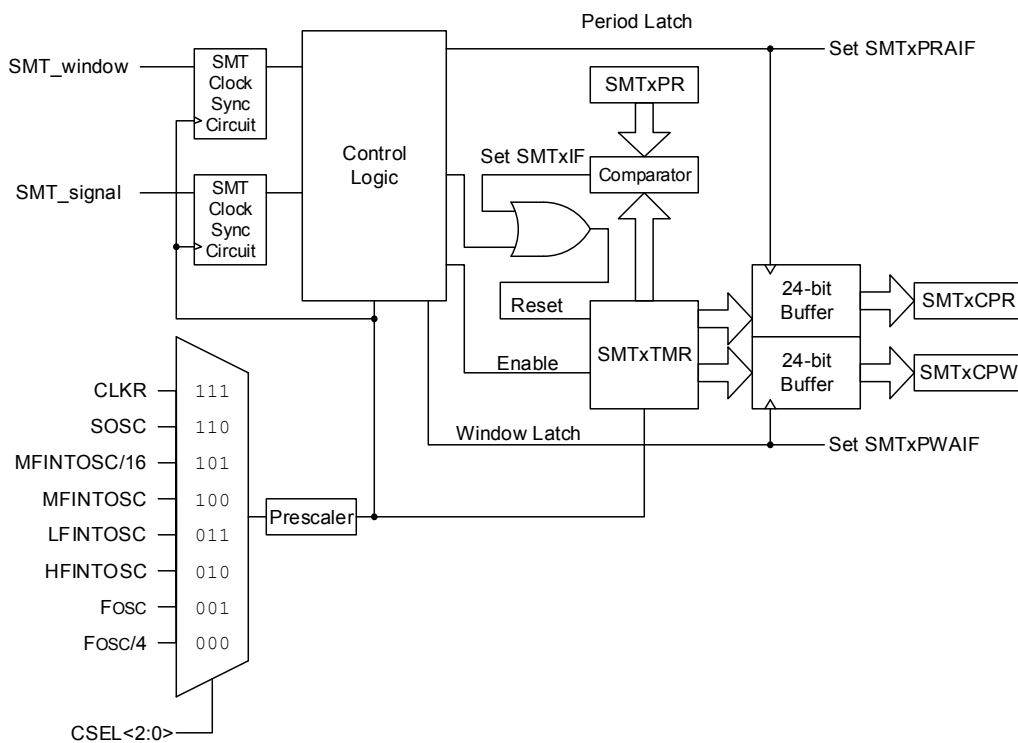 Period Latch
Set SMTxPRAIF
SMT_window
SMT
Clock
Sync
Circuit
Control
Logic
SMTxPR
Set SMTxIF
Comparator
SMT_signal
SMT
Clock
Sync
Circuit
Reset
SMTxTMR
24-bit
Buffer
SMTxCPR
Enable
24-bit
Buffer
SMTxCPW
Window Latch
Set SMTxPWAIF
CLKR 111
SOSC 110
MFINTOSC/16 101
MFINTOSC 100
Prescaler
LFINTOSC 011
HFINTOSC 010
FOSC 001
FOSC/4 000
CSEL<2:0>